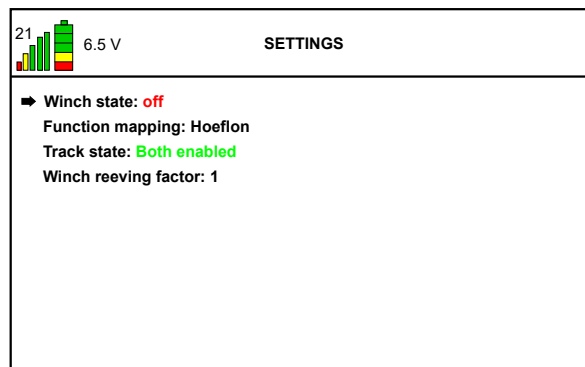 21
6.5 V
SETTINGS
Winch state: off
Function mapping: Hoeflon
Track state: Both enabled
Winch reeving factor: 1